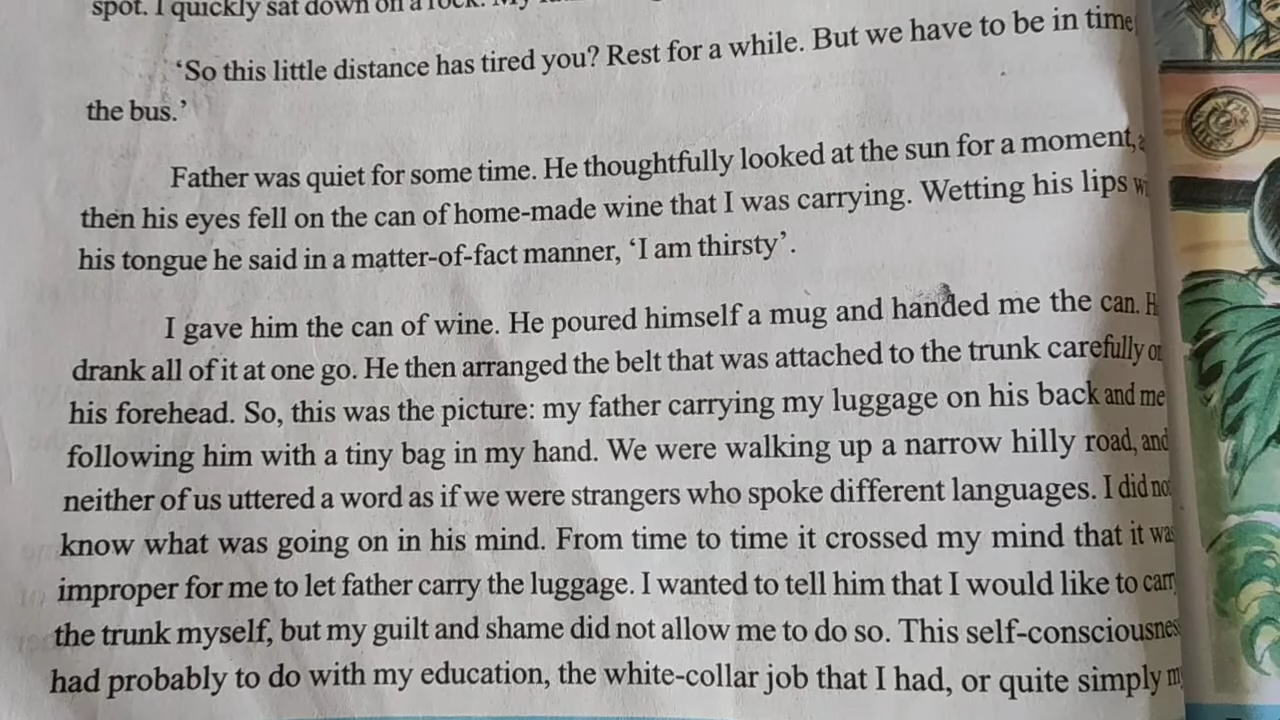 spot. I quickly sat down on a rock.
'So this little distance has tired you? Rest for a while. But we have to be in time
the bus.'
Father was quiet for some time. He thoughtfully looked at the sun for a moment,
then his eyes fell on the can of home-made wine that I was carrying. Wetting his lips
his tongue he said in a matter-of-fact manner, 'I am thirsty'.
I gave him the can of wine. He poured himself a mug and handed me the can.
drank all of it at one go. He then arranged the belt that was attached to the trunk carefully
his forehead. So, this was the picture: my father carrying my luggage on his back and me
following him with a tiny bag in my hand. We were walking up a narrow hilly road, and
neither of us uttered a word as if we were strangers who spoke different languages. I did
know what was going on in his mind. From time to time it crossed my mind that it
improper for me to let father carry the luggage. I wanted to tell him that I would like to
the trunk myself, but my guilt and shame did not allow me to do so. This
had probably to do with my education, the white-collar job that I had, or quite simply